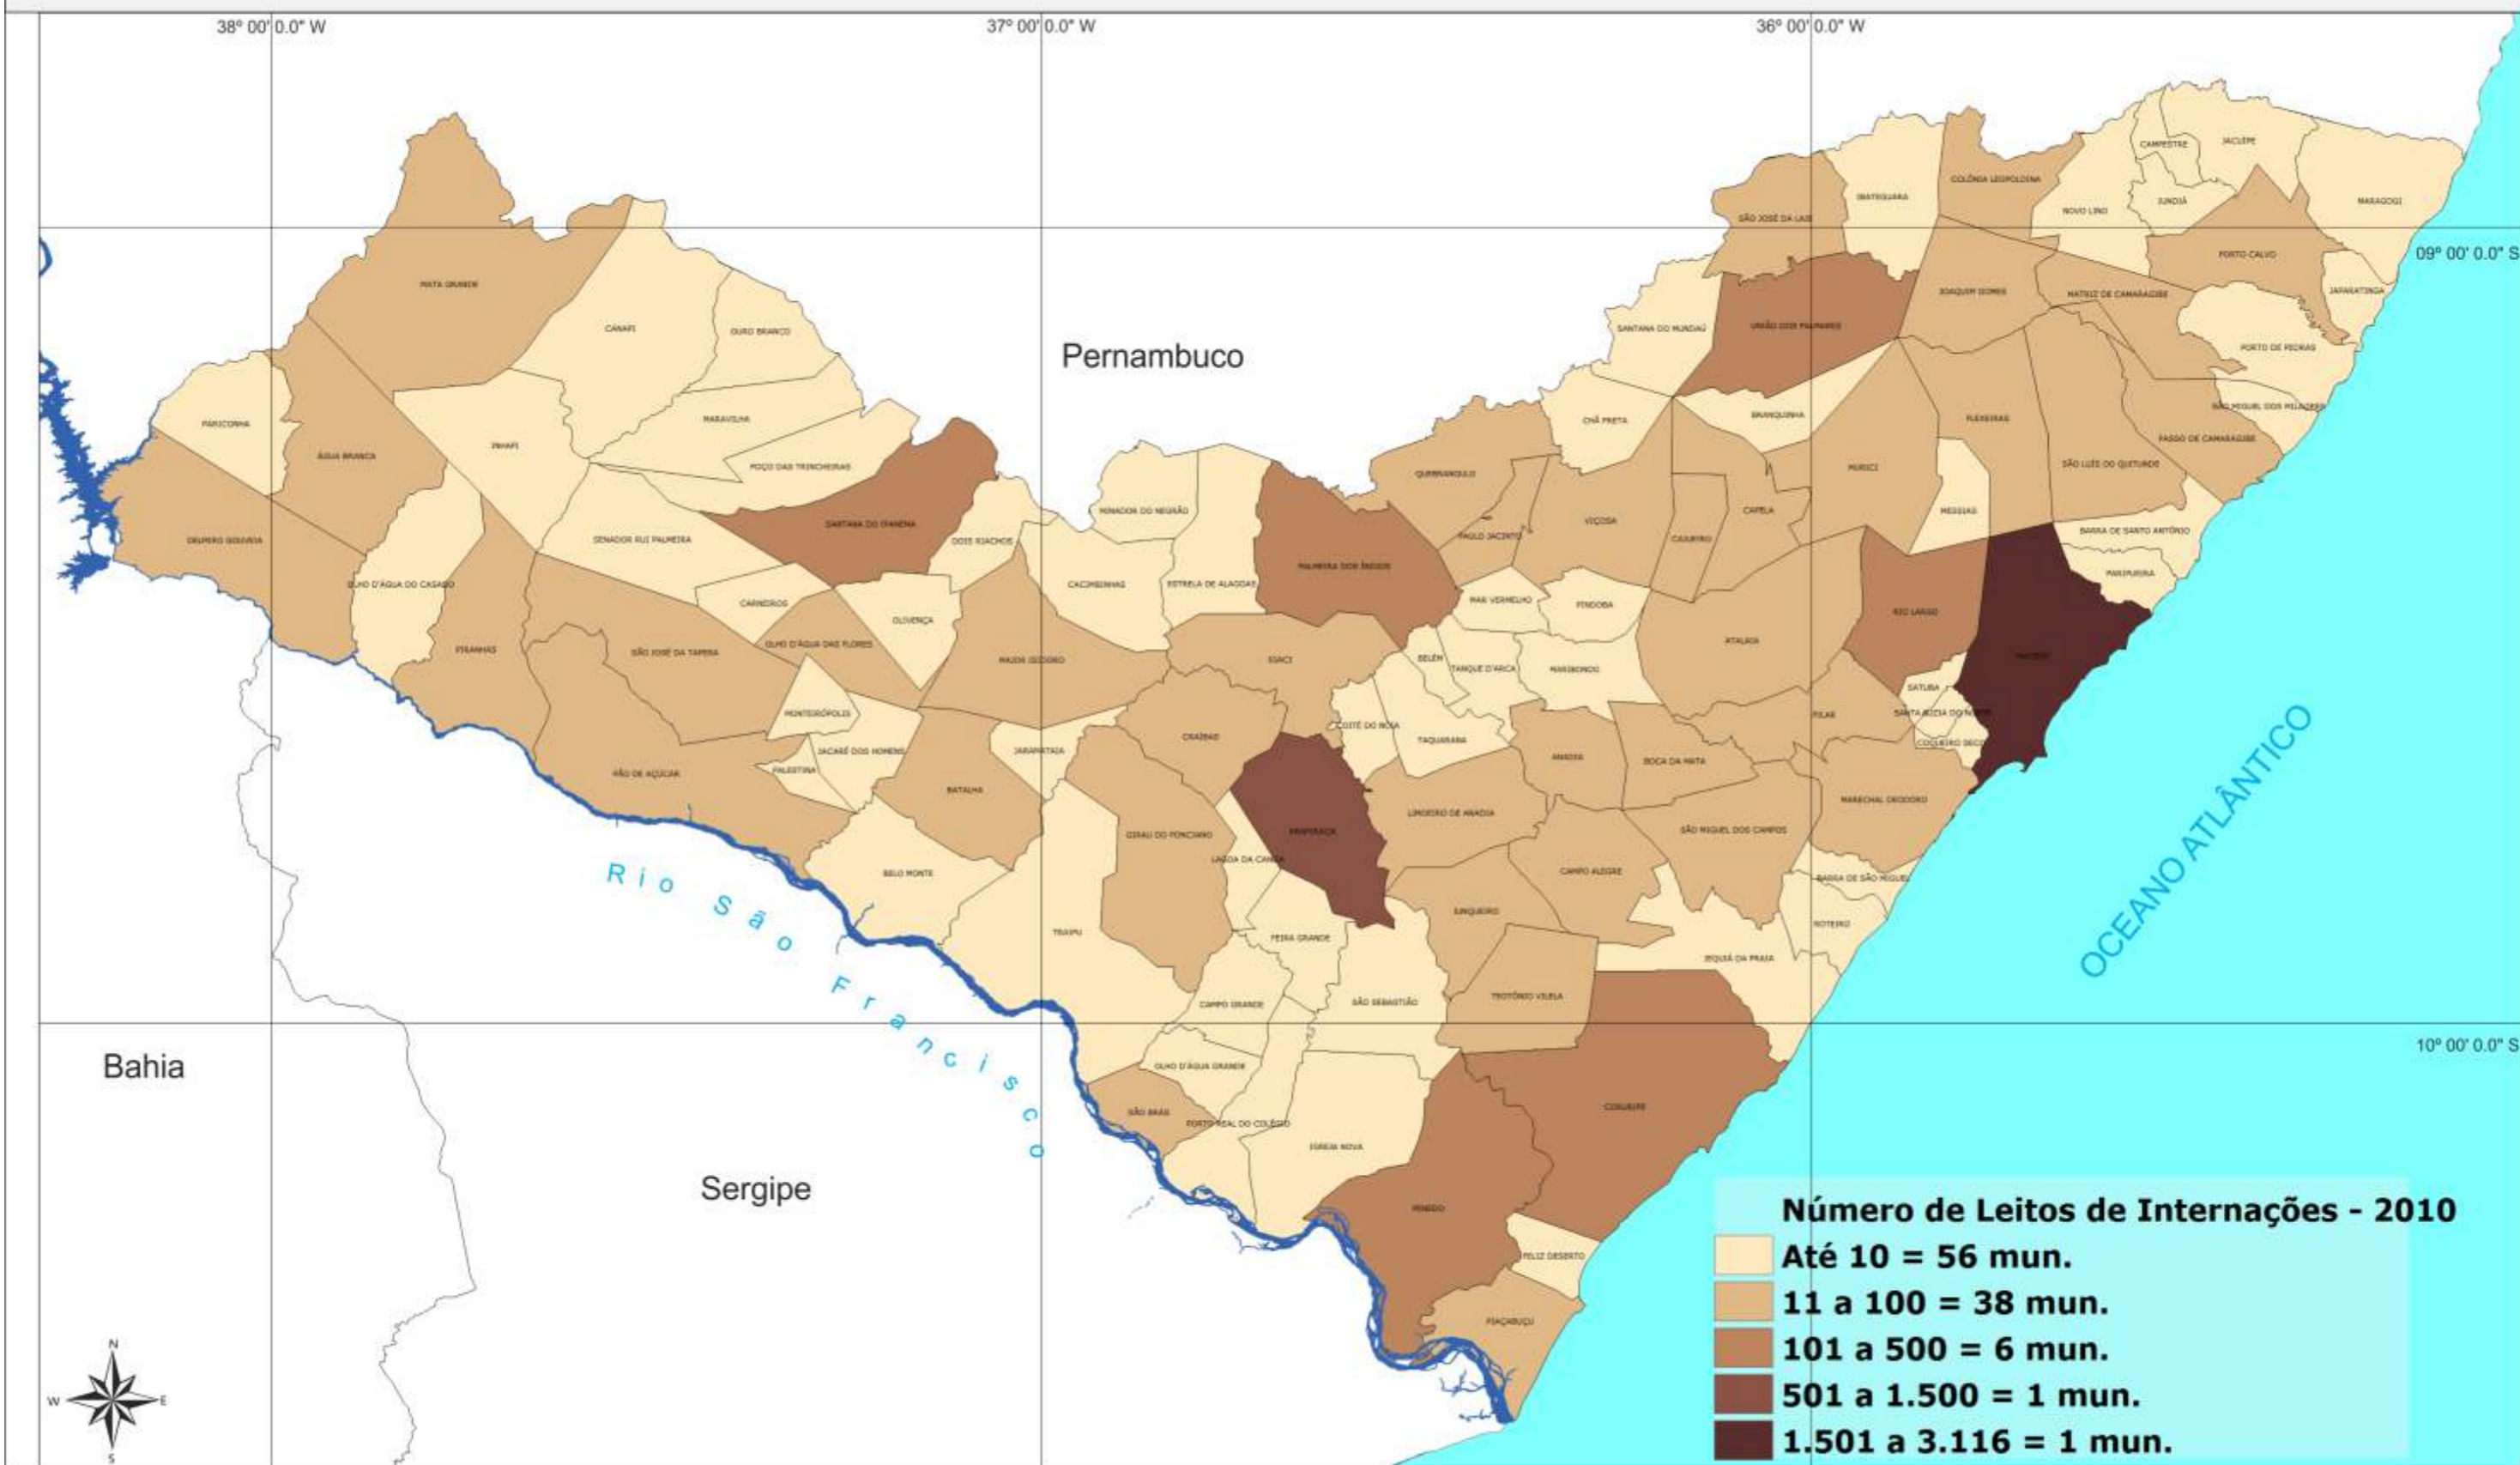 38º 00' 0.0" W
37º 00' 0.0" W
36º 00' 0.0" W
09º 00' 0.0" S
10º 00' 0.0" S
CAMPESTRE
JACUÍPE
COLÔNIA LEOPOLDINA
IBATEGUARA
JUNDIÁ
MARAGOGI
NOVO LINO
SÃO JOSÉ DA LAJE
PORTO CALVO
MATA GRANDE
JOAQUIM GOMES
MATRIZ DE CAMARAGIBE
JAPARATINGA
CANAPI
OURO BRANCO
SANTANA DO MUNDAÚ
UNIÃO DOS PALMARES
PORTO DE PEDRAS
Pernambuco
SÃO MIGUEL DOS MILAGRES
PARICONHA
MARAVILHA
CHÃ PRETA
BRANQUINHA
FLEXEIRAS
PASSO DE CAMARAGIBE
ÁGUA BRANCA
INHAPI
POÇO DAS TRINCHEIRAS
QUEBRANGULO
MURICI
SÃO LUÍS DO QUITUNDE
MINADOR DO NEGRÃO
CAPELA
MESSIAS
VIÇOSA
SANTANA DO IPANEMA
BARRA DE SANTO ANTÔNIO
DELMIRO GOUVEIA
SENADOR RUI PALMEIRA
DOIS RIACHOS
PAULO JACINTO
CAJUEIRO
PALMEIRA DOS ÍNDIOS
PARIPUEIRA
OLHO D'ÁGUA DO CASADO
CACIMBINHAS
ESTRELA DE ALAGOAS
CARNEIROS
MAR VERMELHO
PINDOBA
RIO LARGO
OLIVENÇA
OLHO D'ÁGUA DAS FLORES
ATALAIA
PIRANHAS
SÃO JOSÉ DA TAPERA
MAJOR ISIDORO
IGACI
BELÉM
TANQUE D'ARCA
MARIBONDO
MACEIÓ
SATUBA
MONTEIRÓPOLIS
PILAR
SANTA LUZIA DO NORTE
COITÉ DO NOIA
CRAÍBAS
TAQUARANA
COQUEIRO SECO
JACARÉ DOS HOMENS
JARAMATAIA
ANADIA
BOCA DA MATA
PALESTINA
PÃO DE AÇÚCAR
BATALHA
MARECHAL DEODORO
LIMOEIRO DE ANADIA
ARAPIRACA
GIRAU DO PONCIANO
SÃO MIGUEL DOS CAMPOS
LAGOA DA CANOA
BELO MONTE
CAMPO ALEGRE
BARRA DE SÃO MIGUEL
JUNQUEIRO
ROTEIRO
TRAIPU
FEIRA GRANDE
JEQUIÁ DA PRAIA
CAMPO GRANDE
SÃO SEBASTIÃO
TEOTÔNIO VILELA
OLHO D'ÁGUA GRANDE
CORURIPE
SÃO BRÁS
PORTO REAL DO COLÉGIO
IGREJA NOVA
PENEDO
FELIZ DESERTO
PIAÇABUÇU
Rio São Francisco
OCEANO ATLÂNTICO
Bahia
Sergipe
N
W
E
S
Número de Leitos de Internações - 2010
Até 10 = 56 mun.
11 a 100 = 38 mun.
101 a 500 = 6 mun.
501 a 1.500 = 1 mun.
1.501 a 3.116 = 1 mun.